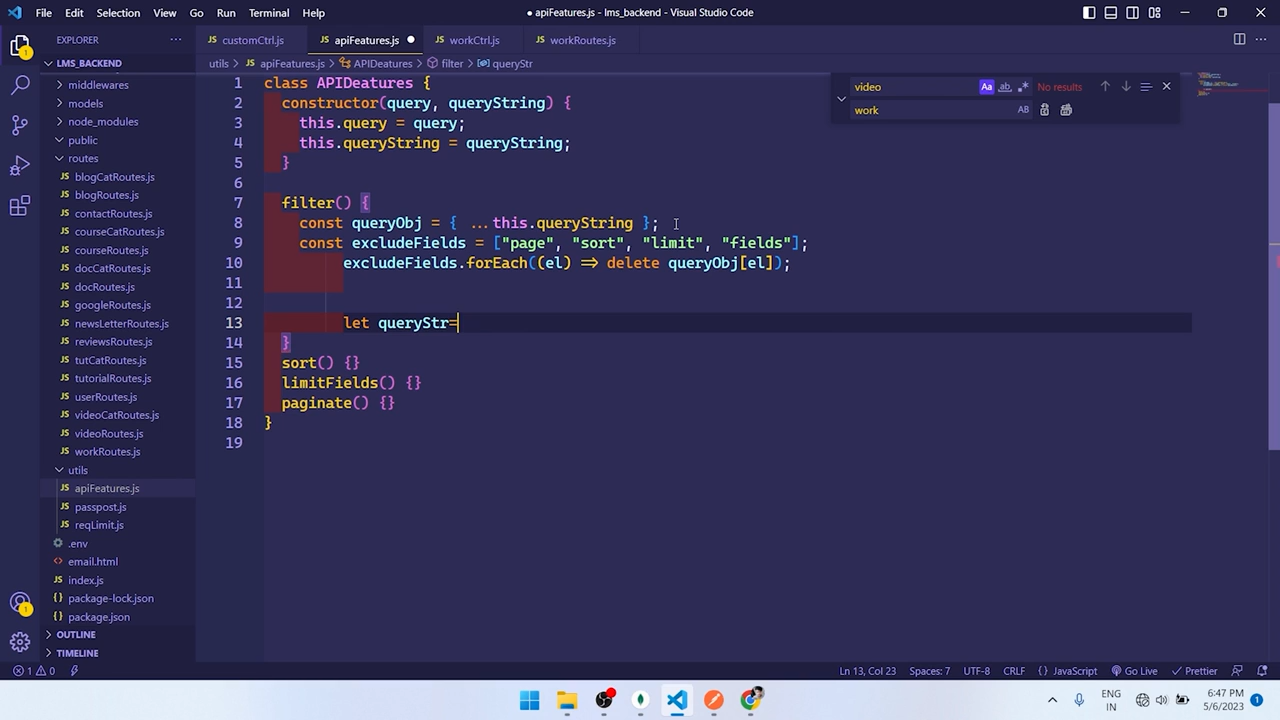 File Edit Selection View Go Run Terminal Help
● apiFeatures.js - lms_backend - Visual Studio Code
EXPLORER
customCtrl.js apiFeatures.js ● workCtrl.js workRoutes.js
LMS_BACKEND
utils > apiFeatures.js > APIDeatures > filter > queryStr
middlewares
models
node_modules
public
routes
blogCatRoutes.js
blogRoutes.js
contactRoutes.js
courseCatRoutes.js
courseRoutes.js
docCatRoutes.js
docRoutes.js
googleRoutes.js
newsLetterRoutes.js
reviewsRoutes.js
tutCatRoutes.js
tutorialRoutes.js
userRoutes.js
videoCatRoutes.js
videoRoutes.js
workRoutes.js
utils
apiFeatures.js
passpost.js
reqLimit.js
.env
email.html
index.js
package-lock.json
package.json
OUTLINE
TIMELINE
video Aa ab .* No results
work AB
1 class APIDeatures {
2 constructor(query, queryString) {
3 this.query = query;
4 this.queryString = queryString;
5 }
6
7 filter() {
8 const queryObj = { ...this.queryString };
9 const excludeFields = ["page", "sort", "limit", "fields"];
10 excludeFields.forEach((el) => delete queryObj[el]);
11
12
13 let queryStr=
14 }
15 sort() {}
16 limitFields() {}
17 paginate() {}
18 }
19
1 0 Ln 13, Col 23 Spaces: 7 UTF-8 CRLF {} JavaScript Go Live Prettier
ENG 6:47 PM
IN 5/6/2023 1